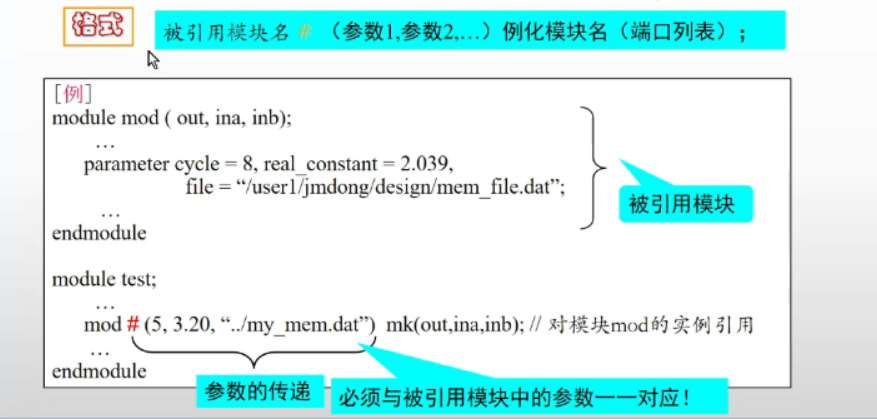 格式
被引用模块名 # （参数1,参数2,…）例化模块名（端口列表）；
[例]
module mod ( out, ina, inb);
…
parameter cycle = 8, real_constant = 2.039,
file = “/user1/jmdong/design/mem_file.dat”;
…
endmodule
被引用模块
module test;
…
mod # (5, 3.20, “../my_mem.dat”) mk(out,ina,inb); // 对模块mod的实例引用
…
endmodule
参数的传递
必须与被引用模块中的参数一一对应！